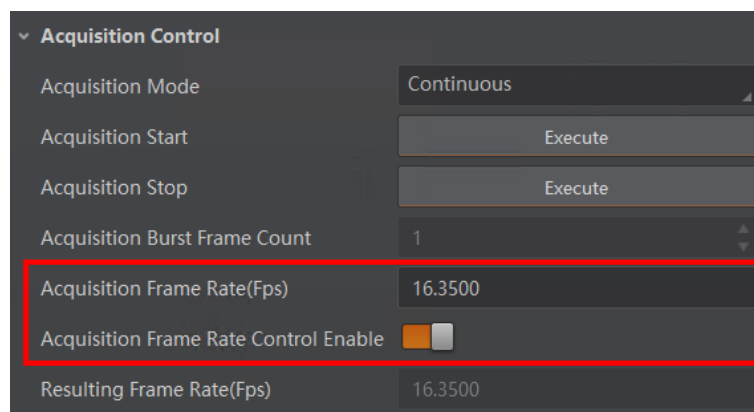 Acquisition Control
Acquisition Mode Continuous
Acquisition Start Execute
Acquisition Stop Execute
Acquisition Burst Frame Count 1
Acquisition Frame Rate(Fps) 16.3500
Acquisition Frame Rate Control Enable
Resulting Frame Rate(Fps) 16.3500